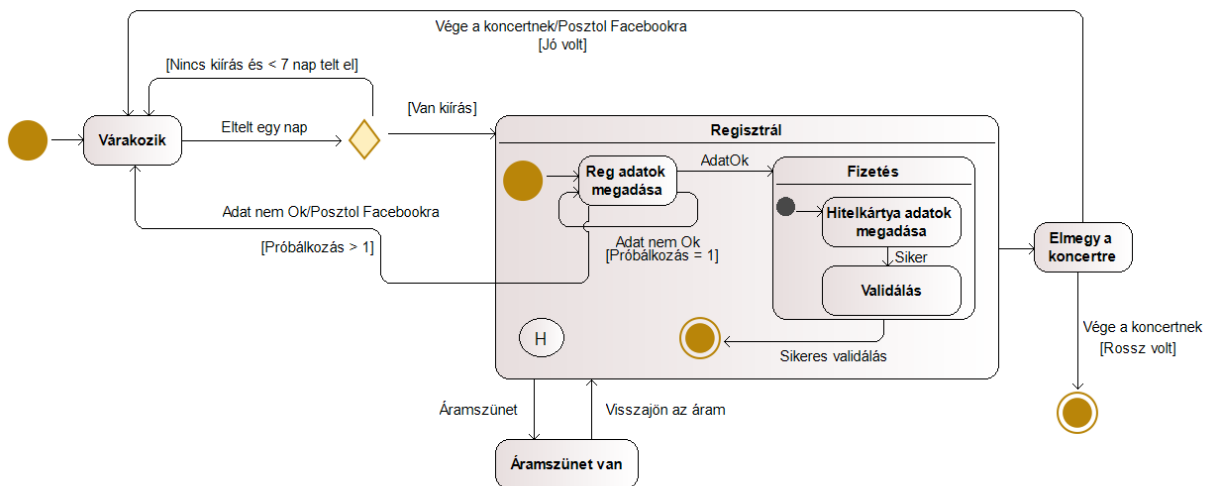 Vége a koncertnek/Posztol Facebookra
[Jó volt]
[Nincs kiírás és < 7 nap telt el]
[Van kiírás]
Várakozik
Eltelt egy nap
Regisztrál
Reg adatok
megadása
AdatOk
Fizetés
Hitelkártya adatok
megadása
Siker
Validálás
Adat nem Ok
[Próbálkozás = 1]
Adat nem Ok/Posztol Facebookra
[Próbálkozás > 1]
Elmegy a
koncertre
H
Sikeres validálás
Vége a koncertnek
[Rossz volt]
Áramszünet
Visszajön az áram
Áramszünet van